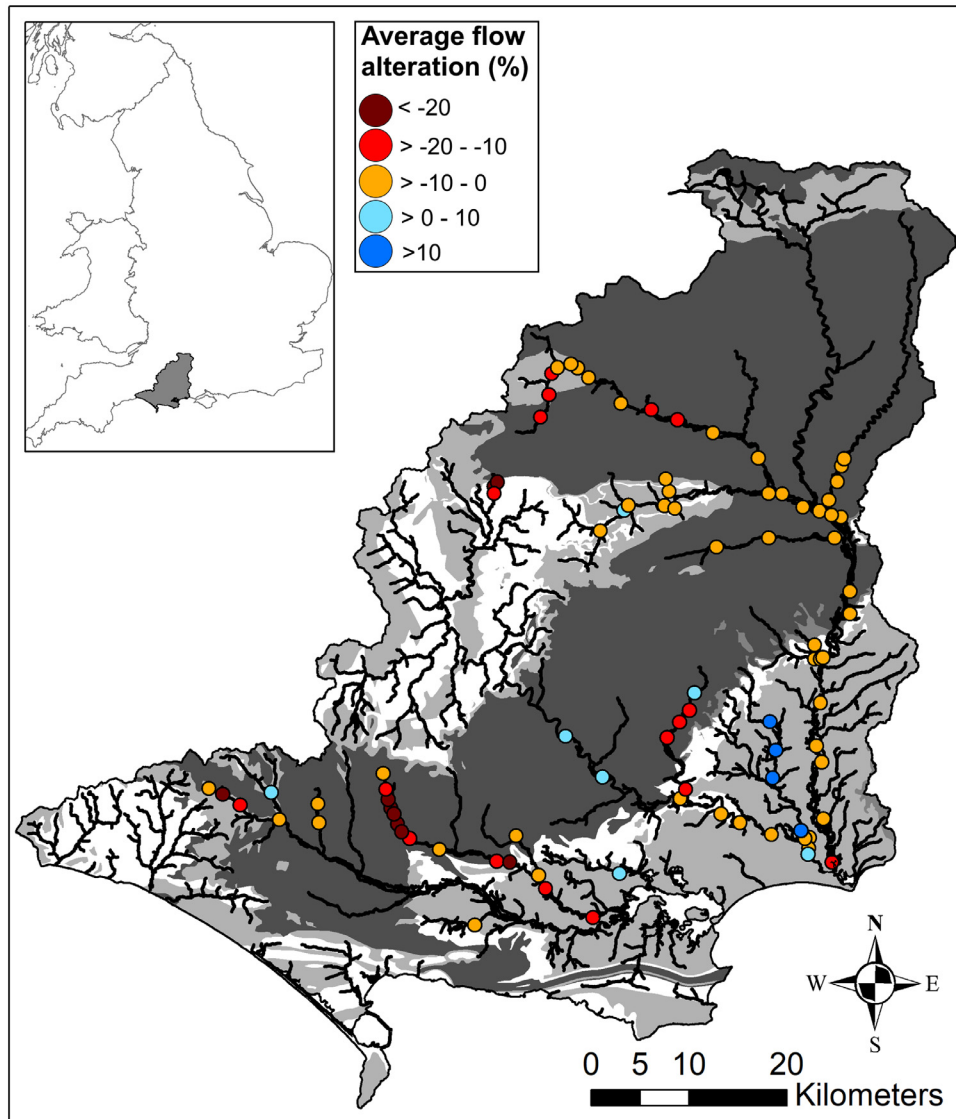 Average flow
alteration (%)
< -20
> -20 - -10
> -10 - 0
> 0 - 10
>10
N
W E
S
0 5 10 20
Kilometers